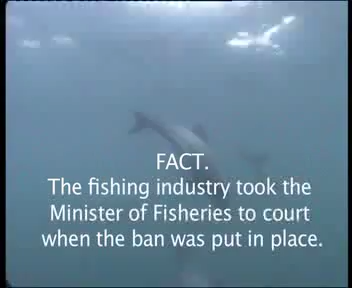 FACT.
The fishing industry took the
Minister of Fisheries to court
when the ban was put in place.